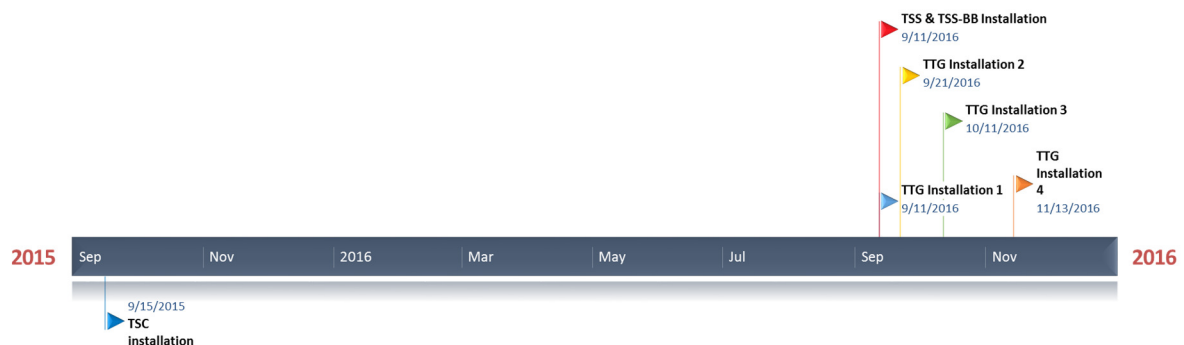 TSS & TSS-BB Installation
9/11/2016
TTG Installation 2
9/21/2016
TTG Installation 3
10/11/2016
TTG
Installation
4
11/13/2016
TTG Installation 1
9/11/2016
2015
Sep
Nov
2016
Mar
May
Jul
Sep
Nov
2016
9/15/2015
TSC
installation